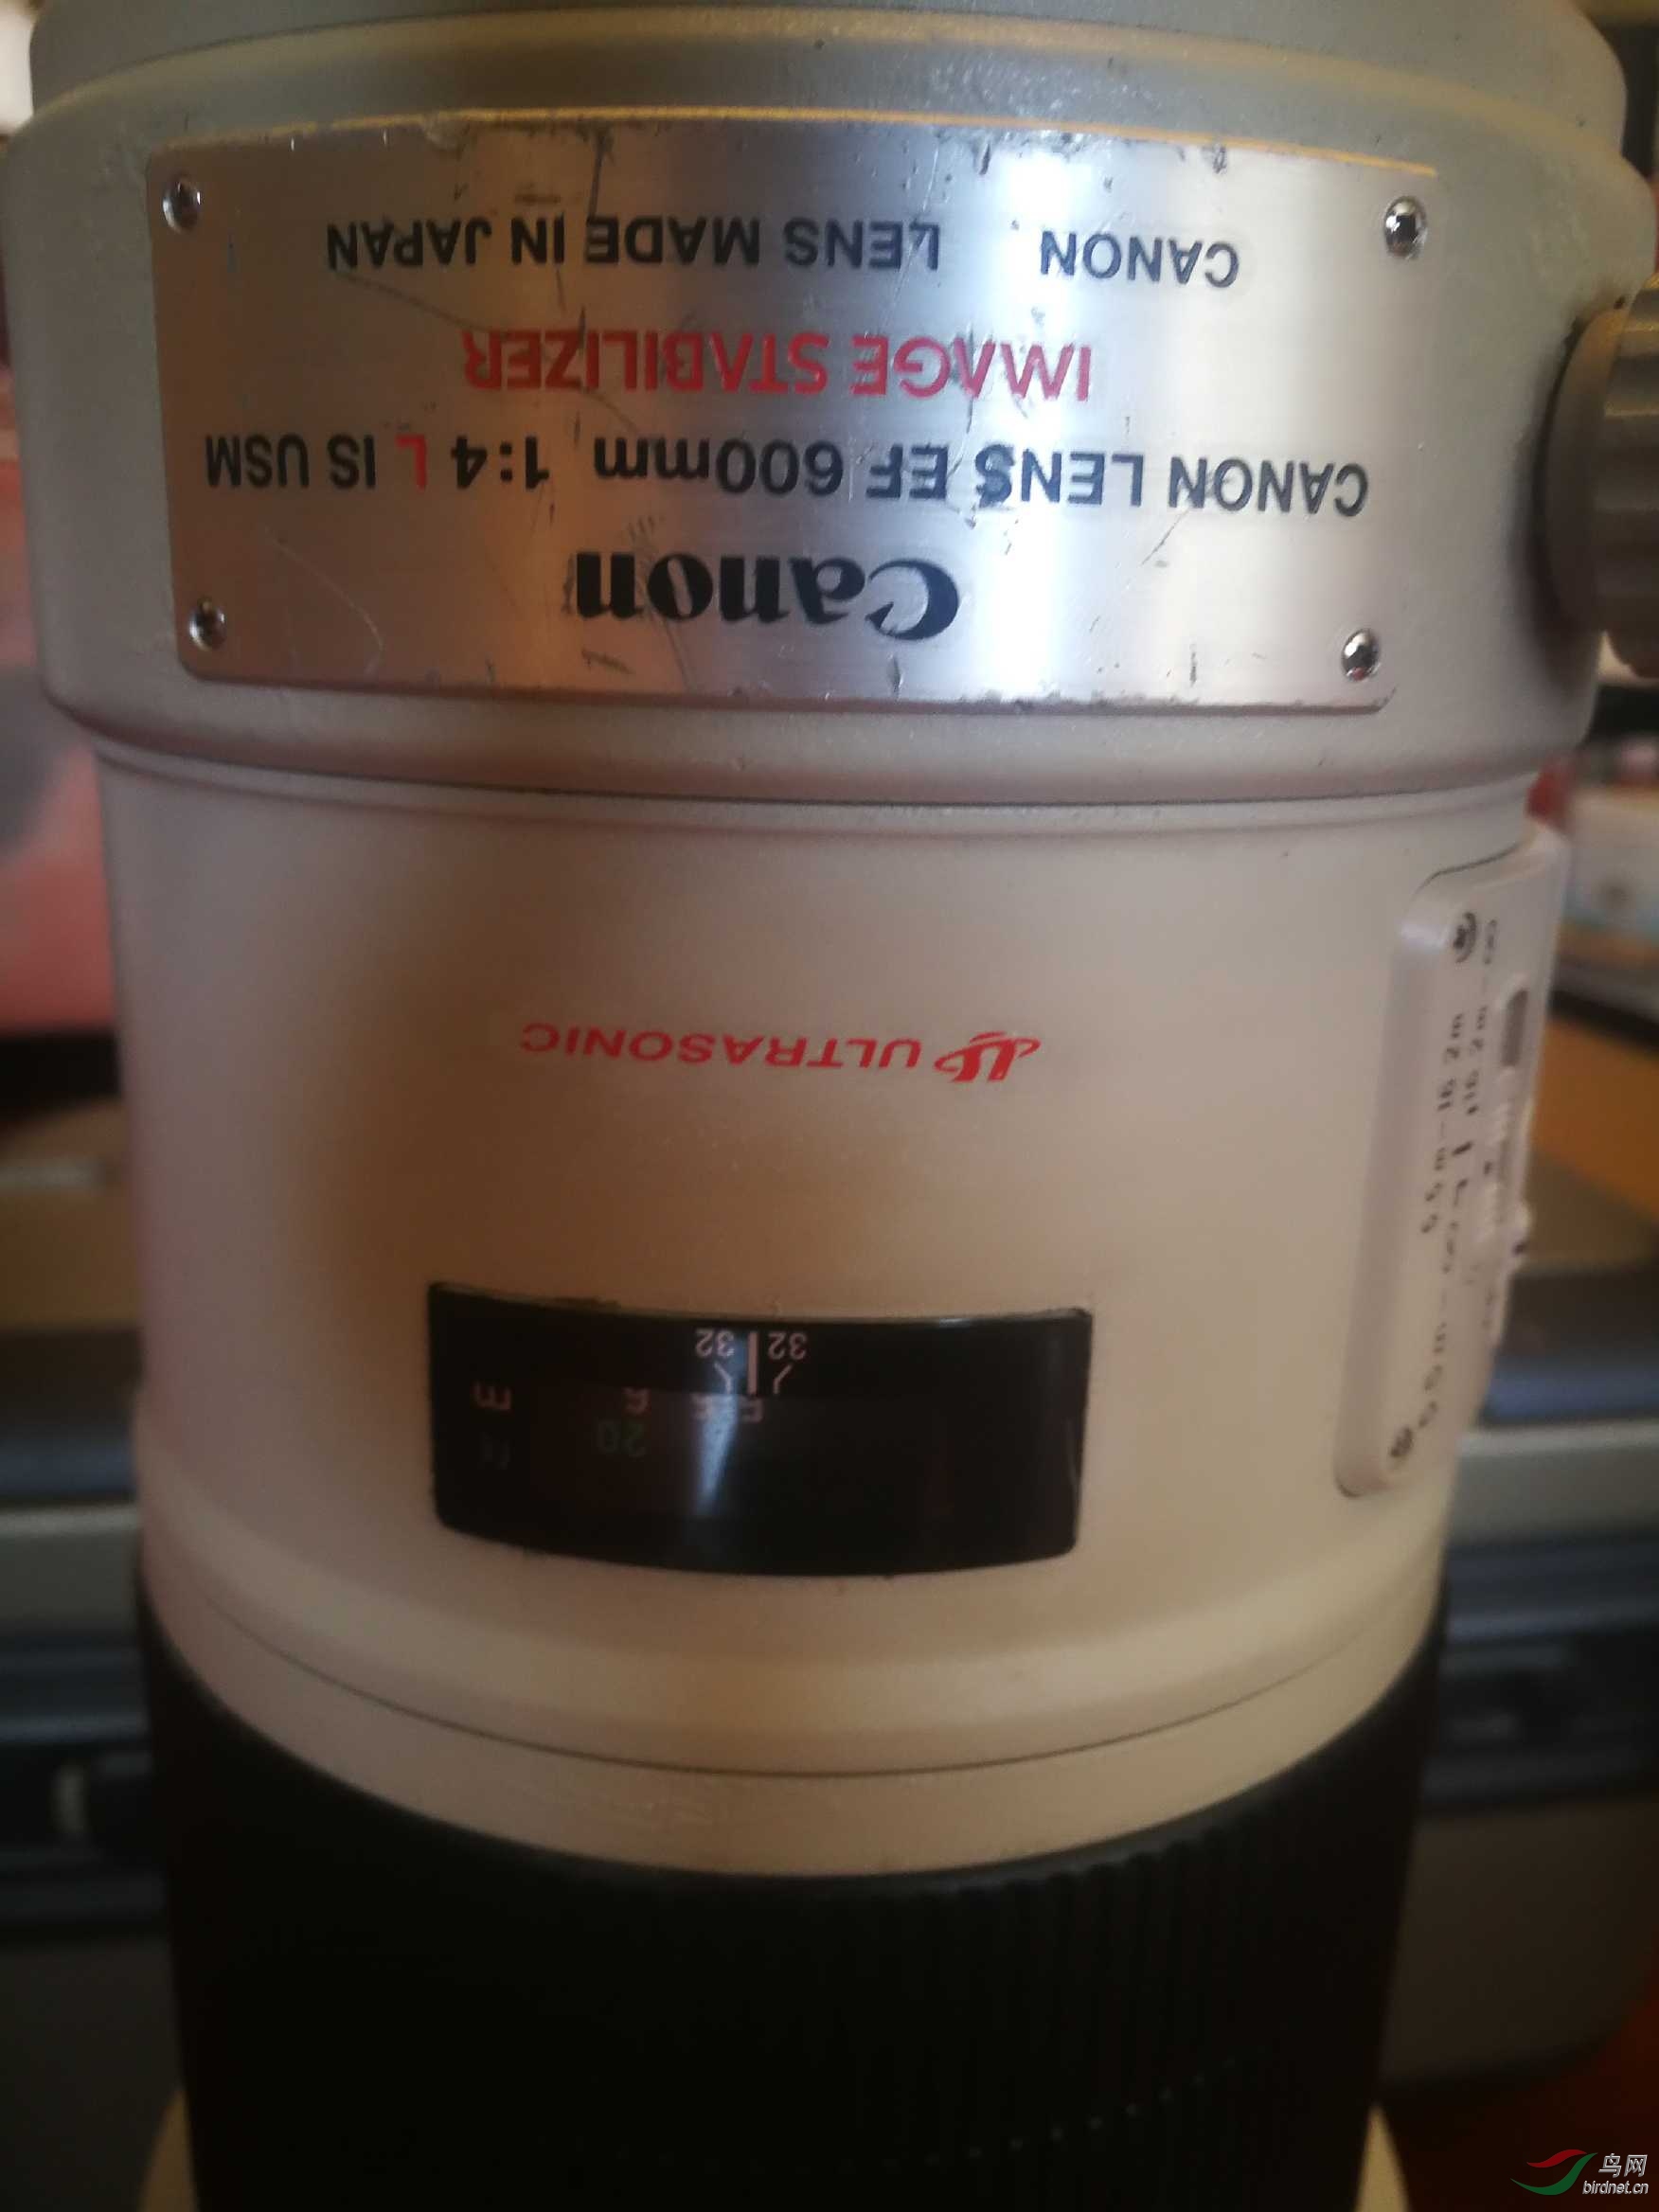 Canon
CANON LENS EF 600mm 1:4 L IS USM
IMAGE STABILIZER
CANON LENS MADE IN JAPAN
ULTRASONIC
32 32
20
m
鸟网
birdnet.cn